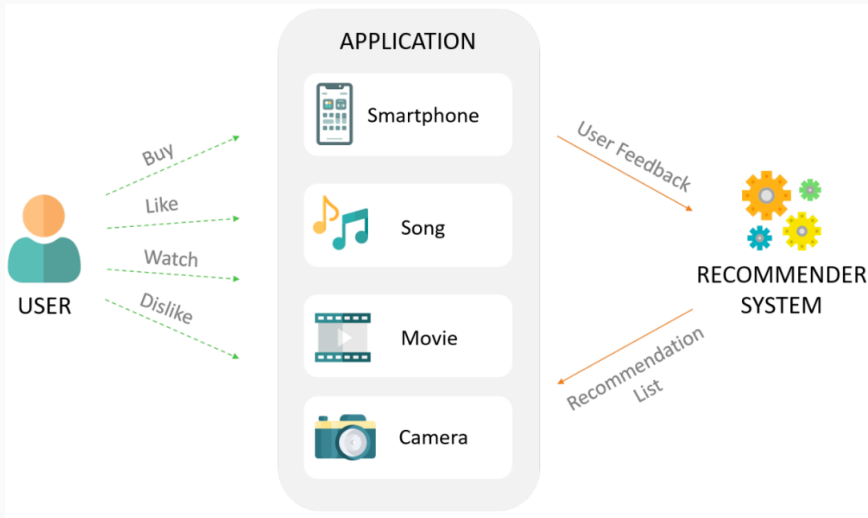 APPLICATION
Smartphone
Song
Movie
Camera
Buy
Like
Watch
Dislike
USER
User Feedback
RECOMMENDER
SYSTEM
Recommendation
List